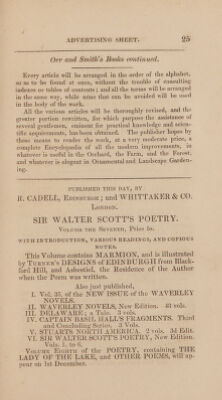 ADVERTISING SHEET. 25
Orr and Smith's Books continued.
Every article will be arranged in the order of the alphabet,
so as to be found at once, without the trouble of consulting
indexes or tables of contents; and all the terms will be arranged
in the same way, while none that can be avoided will be used
in the body of the work.
All the various articles will be thoroughly revised, and the
greater portion rewritten, for which purpose the assistance of
several gentlemen, eminent for practical knowledge and scien-
tific acquirements, has been obtained. The publisher hopes by
these means to render the work, at a very moderate price, a
complete Encyclopædia of all the modern improvements, in
whatever is useful in the Orchard, the Farm, and the Forest;
and whatever is elegant in Ornamental and Landscape Garden-
ing.
PUBLISHED THIS DAY, BY
R. CADELL, EDINBURGH; and WHITTAKER & CO.
LONDON.
SIR WALTER SCOTT'S POETRY.
VOLUME THE SEVENTH, Price 5s.
WITH INTRODUCTION, VARIOUS READINGS, AND COPIOUS
NOTES.
This Volume contains MARMION, and is illustrated
by TURNER'S DESIGNS of EDINBURGH from Black-
ford Hill, and Ashestiel, the Residence of the Author
when the Poem was written.
Also just published,
I. Vol. 55. of the NEW ISSUE of the WAVERLEY
NOVELS.
II. WAVERLEY NOVELS, New Edition. 48 vols.
III. DELAWARE; a Tale. 3 vols.
IV. CAPTAIN BASIL HALL'S FRAGMENTS. Third
and Concluding Series, 3 Vols.
V. STUARTS NORTH AMERICA. 2 vols. 3d Edit.
VI. SIR WALTER SCOTT'S POETRY, New Edition.
Vols. 1. to 6.
VOLUME EIGHTH of the POETRY, containing THE
LADY OF THE LAKE, and OTHER POEMS, will ap-
pear on 1st December.